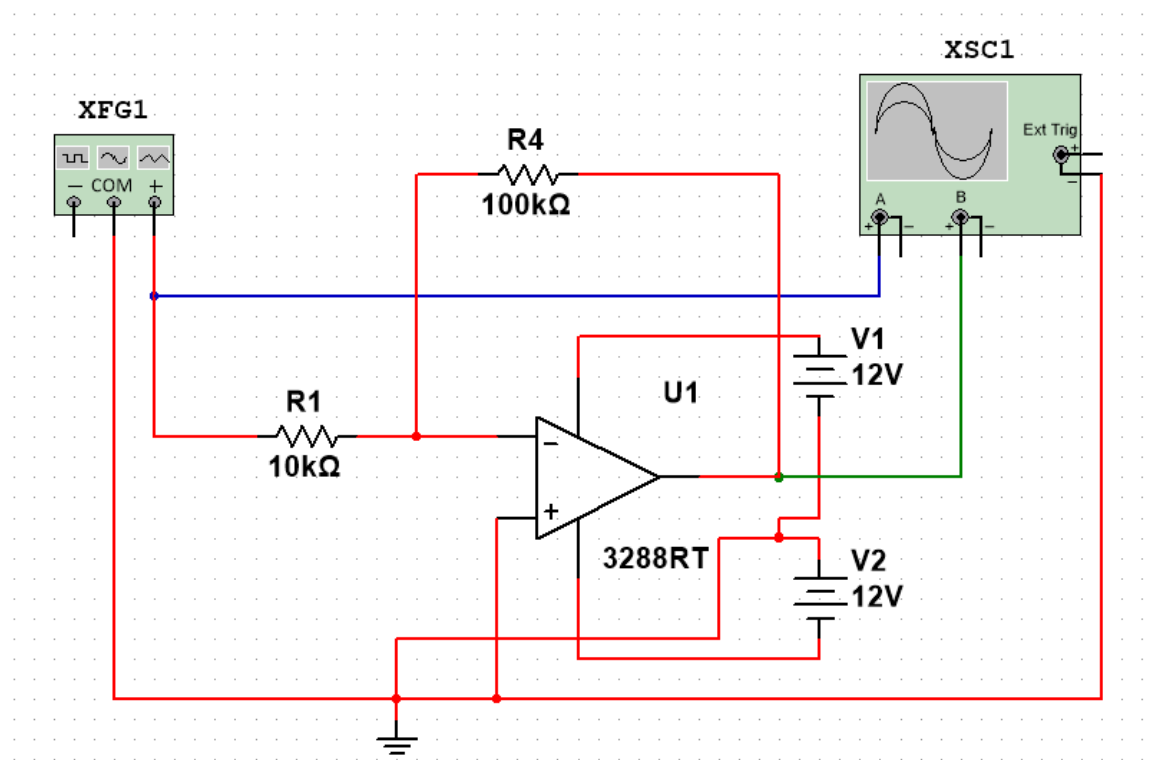 XSC1
XFG1
Ext Trig
+
−
COM
+
−
A
B
+
−
+
−
R4
100kΩ
V1
12V
U1
R1
10kΩ
−
+
3288RT
V2
12V